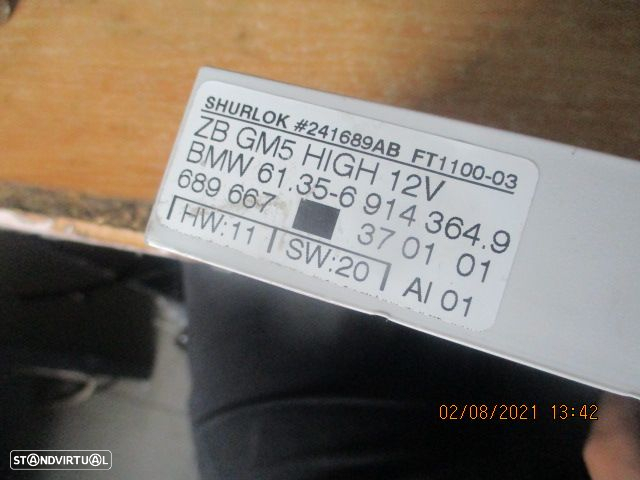 SHURLOK #241689AB FT1100-03
ZB GM5 HIGH 12V
BMW 61.35-6 914 364.9
689 667 37 01 01
HW:11 SW:20 AI 01
02/08/2021 13:42
STANDVIRTUAL